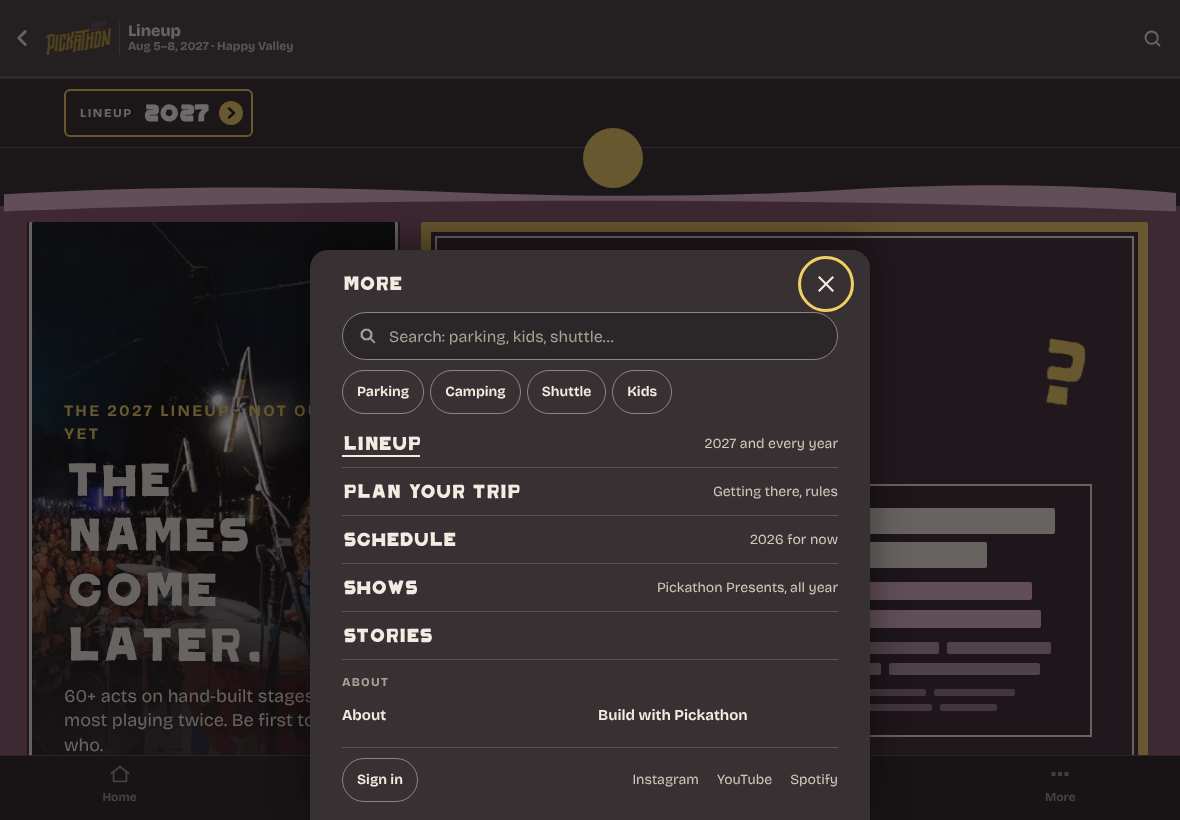 PICKATHON
Lineup
Aug 5–8, 2027 · Happy Valley
LINEUP 2027
THE 2027 LINEUP
NOT
YET
THE
NAMES
COME
LATER.
60+ acts on hand-built stages
most playing twice. Be first to
who.
?
MORE
Search: parking, kids, shuttle...
Parking Camping Shuttle Kids
LINEUP 2027 and every year
PLAN YOUR TRIP Getting there, rules
SCHEDULE 2026 for now
SHOWS Pickathon Presents, all year
STORIES
ABOUT
About Build with Pickathon
Sign in Instagram YouTube Spotify
Home More